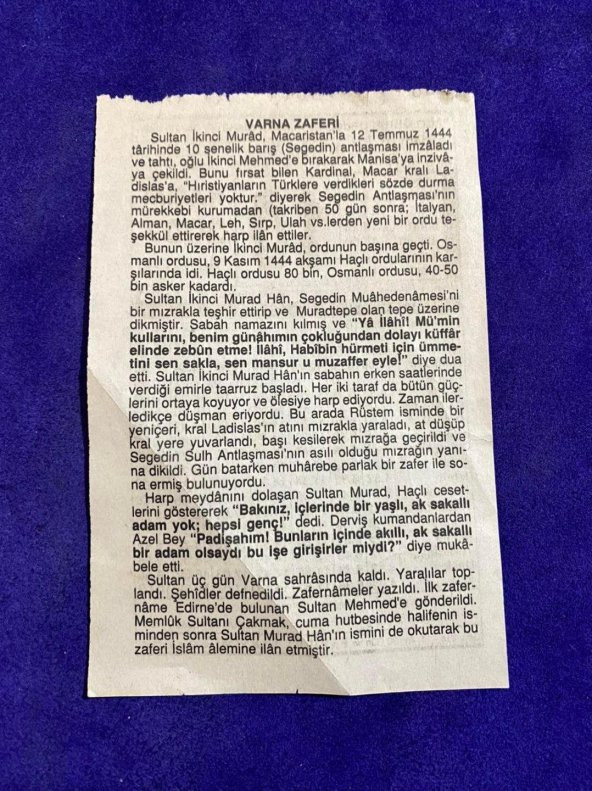 VARNA ZAFERİ
Sultan İkinci Murâd, Macaristan'la 12 Temmuz 1444
târihinde 10 şenelik barış (Segedin) antlaşması imzâladı
ve tahtı, oğlu İkinci Mehmed'e bırakarak Manisa'ya inzivâ-
ya çekildi. Bunu fırsat bilen Kardinal, Macar kralı La-
dislas'a, "Hıristiyanların Türklere verdikleri sözde durma
mecburiyetleri yoktur." diyerek Segedin Antlaşması'nın
mürekkebi kurumadan (takriben 50 gün sonra; İtalyan,
Alman, Macar, Leh, Sırp, Ulah vs.lerden yeni bir ordu te-
şekkül ettirerek harp ilân ettiler.
Bunun üzerine İkinci Murâd, ordunun başına geçti. Os-
manlı ordusu, 9 Kasım 1444 akşamı Haçlı ordularının kar-
şılarında idi. Haçlı ordusu 80 bin, Osmanlı ordusu, 40-50
bin asker kadardı.
Sultan İkinci Murad Hân, Segedin Muâhedenâmesi'ni
bir mızrakla teşhir ettirip ve Muradtepe olan tepe üzerine
dikmiştir. Sabah namazını kılmış ve "Yâ İlâhî! Mü'min
kullarını, benim günâhımın çokluğundan dolayı küffâr
elinde zebûn etme! İlâhî, Habîbin hürmeti için ümme-
tini sen sakla, sen mansur u muzaffer eyle!" diye dua
etti. Sultan İkinci Murad Hân'ın sabahın erken saatlerinde
verdiği emirle taarruz başladı. Her iki taraf da bütün güç-
lerini ortaya koyuyor ve ölesiye harp ediyordu. Zaman iler-
ledikçe düşman eriyordu. Bu arada Rüstem isminde bir
yeniçeri, kral Ladislas'ın atını mızrakla yaraladı, at düşüp
kral yere yuvarlandı, başı kesilerek mızrağa geçirildi ve
Segedin Sulh Antlaşması'nın asılı olduğu mızrağın yanı-
na dikildi. Gün batarken muhârebe parlak bir zafer ile so-
na ermiş bulunuyordu.
Harp meydânını dolaşan Sultan Murad, Haçlı ceset-
lerini göstererek "Bakınız, içlerinde bir yaşlı, ak sakallı
adam yok; hepsi genç!" dedi. Derviş kumandanlardan
Azel Bey "Padişahım! Bunların içinde akıllı, ak sakallı
bir adam olsaydı bu işe girişirler miydi?" diye mukâ-
bele etti.
Sultan üç gün Varna sahrâsında kaldı. Yaralılar top-
landı. Şehîdler defnedildi. Zafernâmeler yazıldı. İlk zafer-
nâme Edirne'de bulunan Sultan Mehmed'e gönderildi.
Memlûk Sultanı Çakmak, cuma hutbesinde halifenin is-
minden sonra Sultan Murad Hân'ın ismini de okutarak bu
zaferi İslâm âlemine ilân etmiştir.